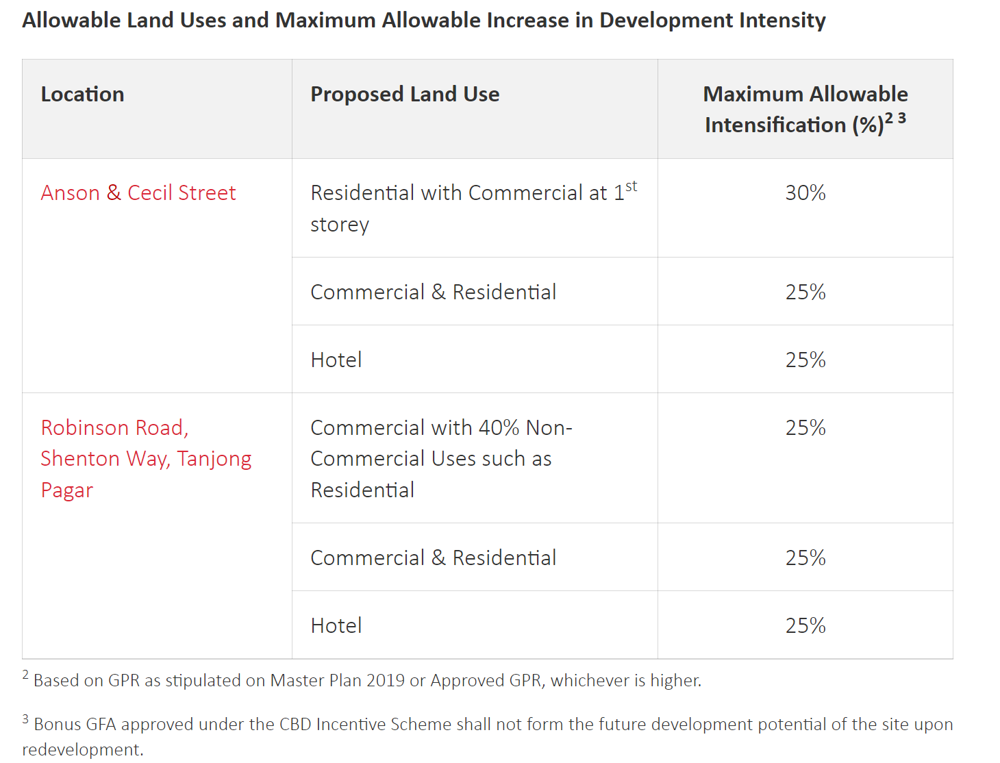 Allowable Land Uses and Maximum Allowable Increase in Development Intensity
Location
Proposed Land Use
Maximum Allowable
Intensification (%)2 3
Anson & Cecil Street
Residential with Commercial at 1st
storey
30%
Commercial & Residential
25%
Hotel
25%
Robinson Road,
Shenton Way, Tanjong
Pagar
Commercial with 40% Non-
Commercial Uses such as
Residential
25%
Commercial & Residential
25%
Hotel
25%
2 Based on GPR as stipulated on Master Plan 2019 or Approved GPR, whichever is higher.
3 Bonus GFA approved under the CBD Incentive Scheme shall not form the future development potential of the site upon
redevelopment.